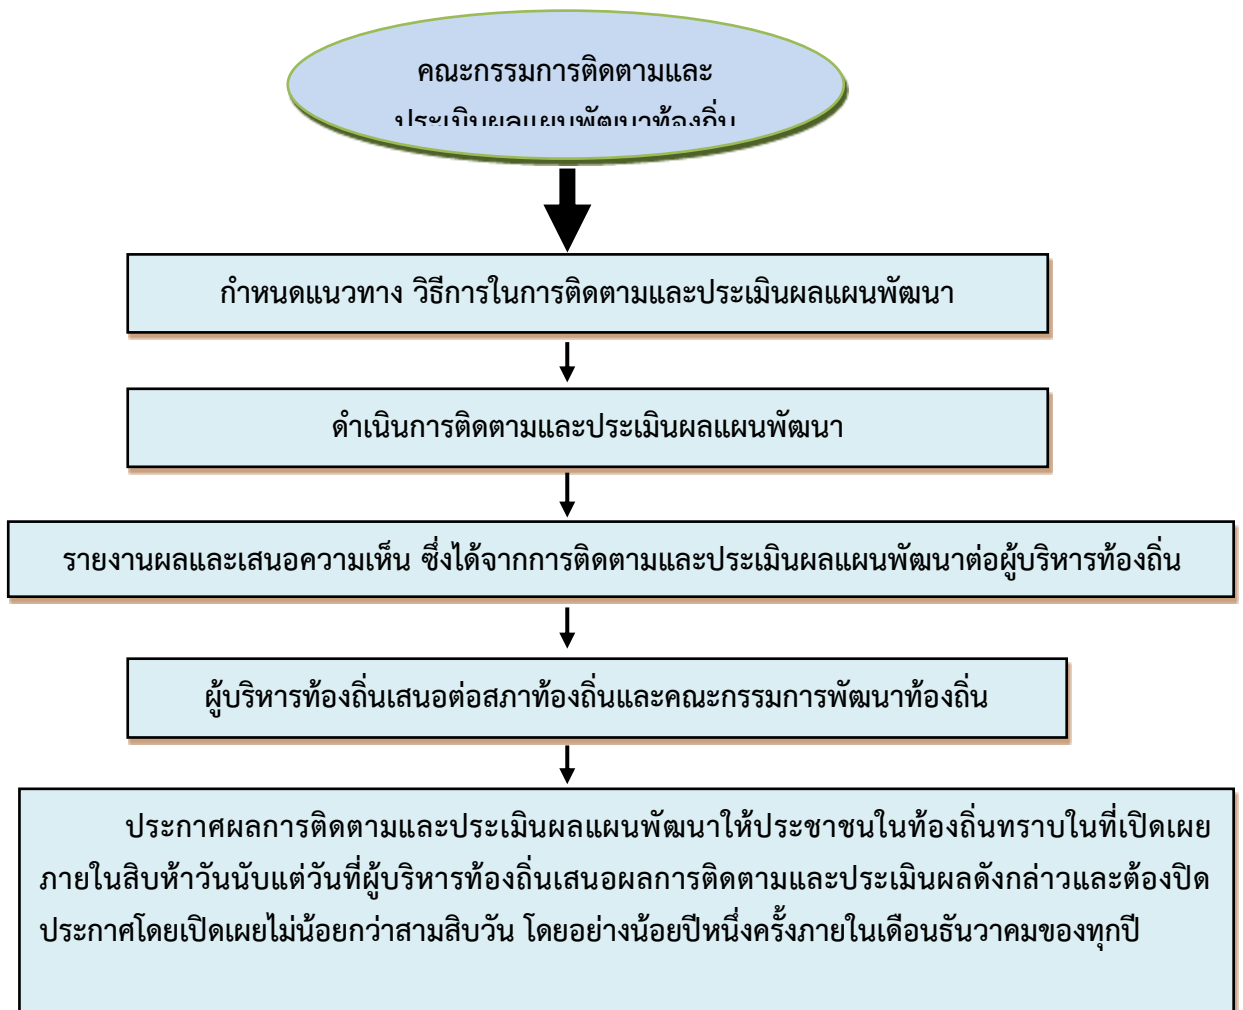 คณะกรรมการติดตามและ
ประเมินผลแผนพัฒนาท้องถิ่น
กำหนดแนวทาง วิธีการในการติดตามและประเมินผลแผนพัฒนา
ดำเนินการติดตามและประเมินผลแผนพัฒนา
รายงานผลและเสนอความเห็น ซึ่งได้จากการติดตามและประเมินผลแผนพัฒนาต่อผู้บริหารท้องถิ่น
ผู้บริหารท้องถิ่นเสนอต่อสภาท้องถิ่นและคณะกรรมการพัฒนาท้องถิ่น
ประกาศผลการติดตามและประเมินผลแผนพัฒนาให้ประชาชนในท้องถิ่นทราบในที่เปิดเผย
ภายในสิบห้าวันนับแต่วันที่ผู้บริหารท้องถิ่นเสนอผลการติดตามและประเมินผลดังกล่าวและต้องปิด
ประกาศโดยเปิดเผยไม่น้อยกว่าสามสิบวัน โดยอย่างน้อยปีหนึ่งครั้งภายในเดือนธันวาคมของทุกปี